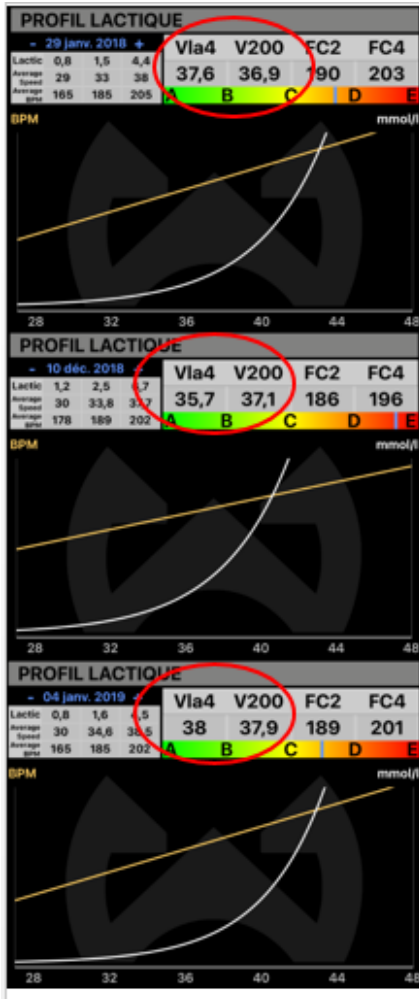 PROFIL LACTIQUE
- 29 janv. 2018 + Vla4 V200 FC2 FC4
Lactic 0,8 1,5 4,4 37,6 36,9 190 203
Average Speed 29 33 38
Average BPM 165 185 205 A B C D E
BPM mmol/l
28 32 36 40 44 48
PROFIL LACTIQUE
- 10 déc. 2018 Vla4 V200 FC2 FC4
Lactic 1,2 2,5 35,7 37,1 186 196
Average Speed 30 33,8
Average BPM 178 189 202 A B C D E
BPM mmol/l
28 32 36 40 44 48
PROFIL LACTIQUE
- 04 janv. 2019 + Vla4 V200 FC2 FC4
Lactic 0,8 1,6 4,5 38 37,9 189 201
Average Speed 30 34,6 38,5
Average BPM 165 185 202 A B C D E
BPM mmol/l
28 32 36 40 44 48